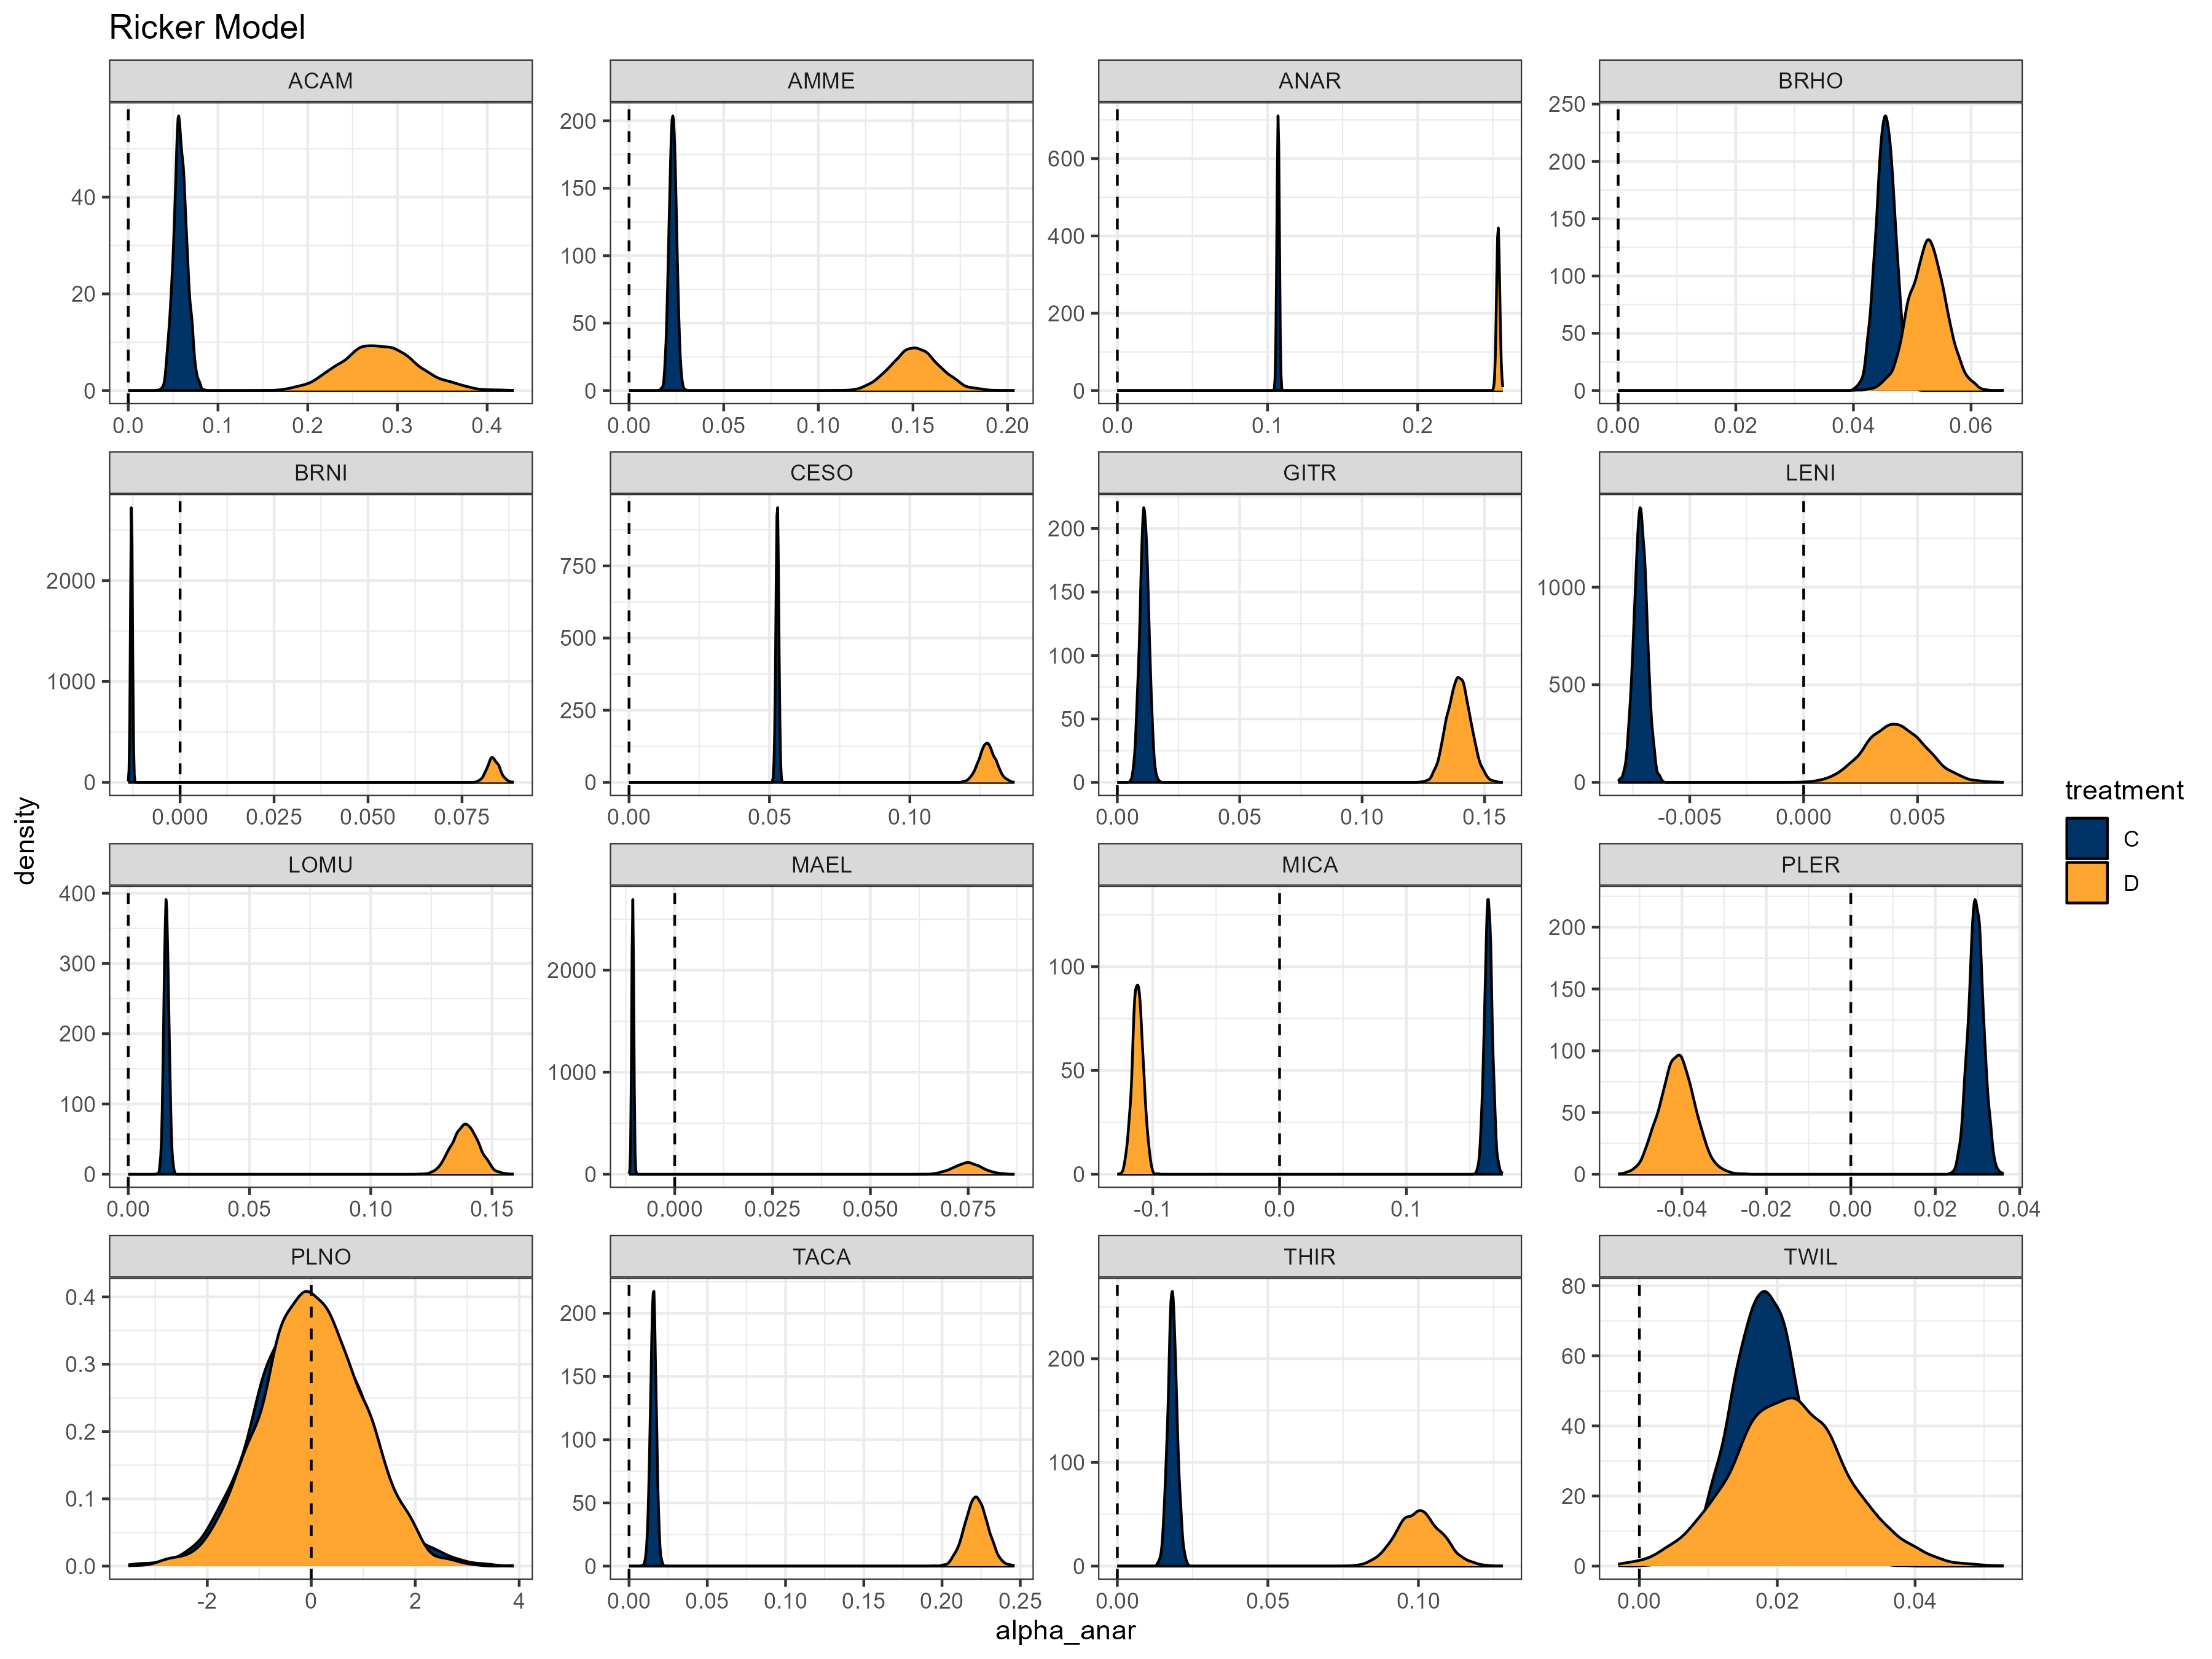 Ricker Model
ACAM AMME ANAR BRHO
0 20 40
0 50 100 150 200
0 200 400 600
0 50 100 150 200 250
0.0 0.1 0.2 0.3 0.4
0.00 0.05 0.10 0.15 0.20
0.0 0.1 0.2
0.00 0.02 0.04 0.06
BRNI CESO GITR LENI
0 1000 2000
0 250 500 750
0 50 100 150 200
0 500 1000
0.000 0.025 0.050 0.075
0.00 0.05 0.10
0.00 0.05 0.10 0.15
-0.005 0.000 0.005
LOMU MAEL MICA PLER
0 100 200 300 400
0 1000 2000
0 50 100
0 50 100 150 200
0.00 0.05 0.10 0.15
0.000 0.025 0.050 0.075
-0.1 0.0 0.1
-0.04 -0.02 0.00 0.02 0.04
PLNO TACA THIR TWIL
0.0 0.1 0.2 0.3 0.4
0 50 100 150 200
0 100 200
0 20 40 60 80
-2 0 2 4
0.00 0.05 0.10 0.15 0.20 0.25
0.00 0.05 0.10
0.00 0.02 0.04
alpha_anar
density
treatment
C
D